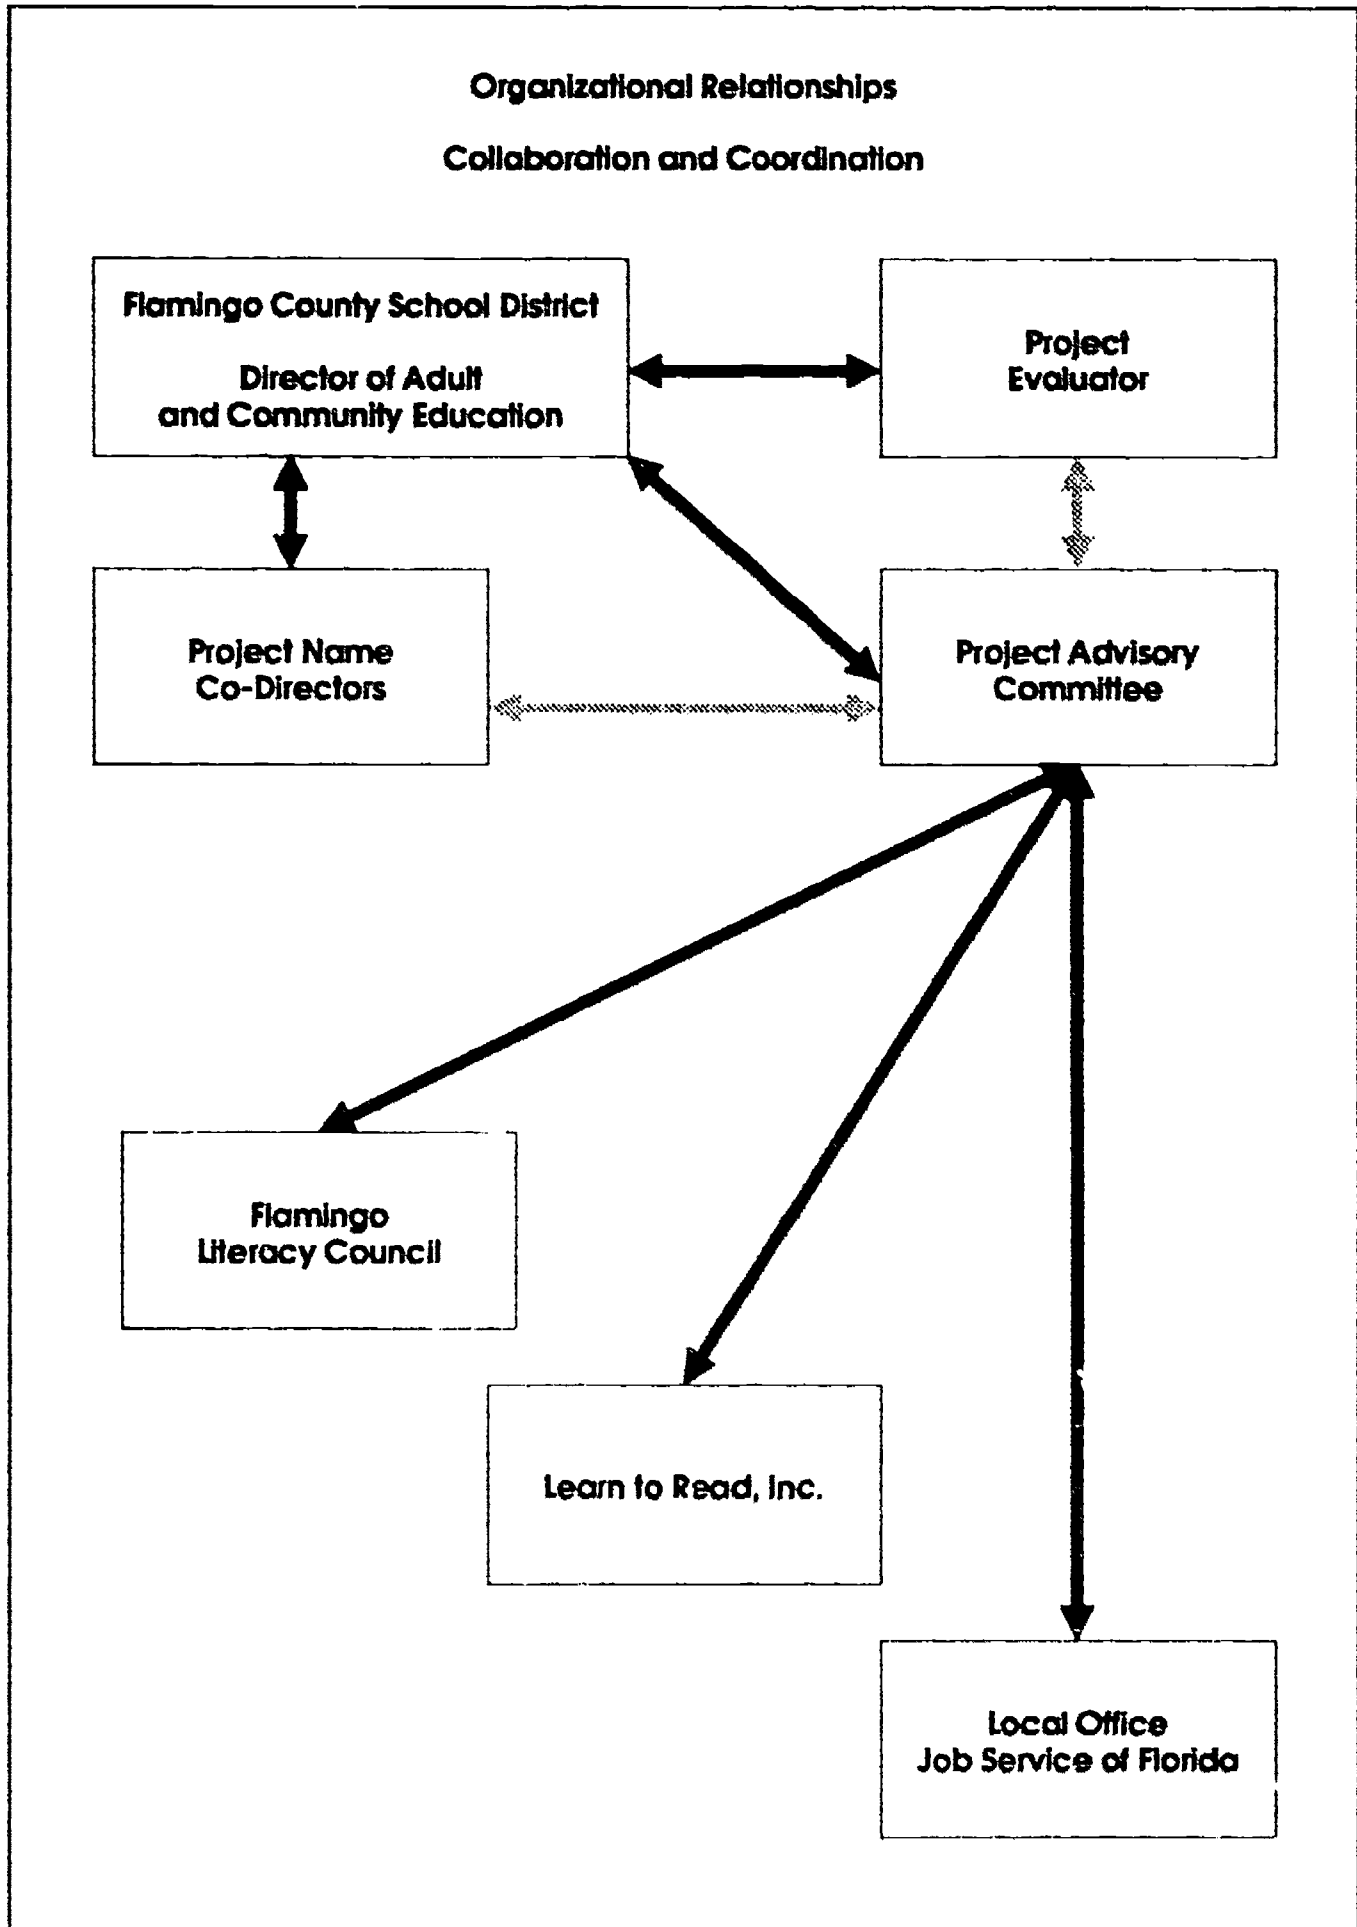 Organizational Relationships
Collaboration and Coordination
Flamingo County School District
Director of Adult
and Community Education
Project
Evaluator
Project Name
Co-Directors
Project Advisory
Committee
Flamingo
Literacy Council
Learn to Read, Inc.
Local Office
Job Service of Florida